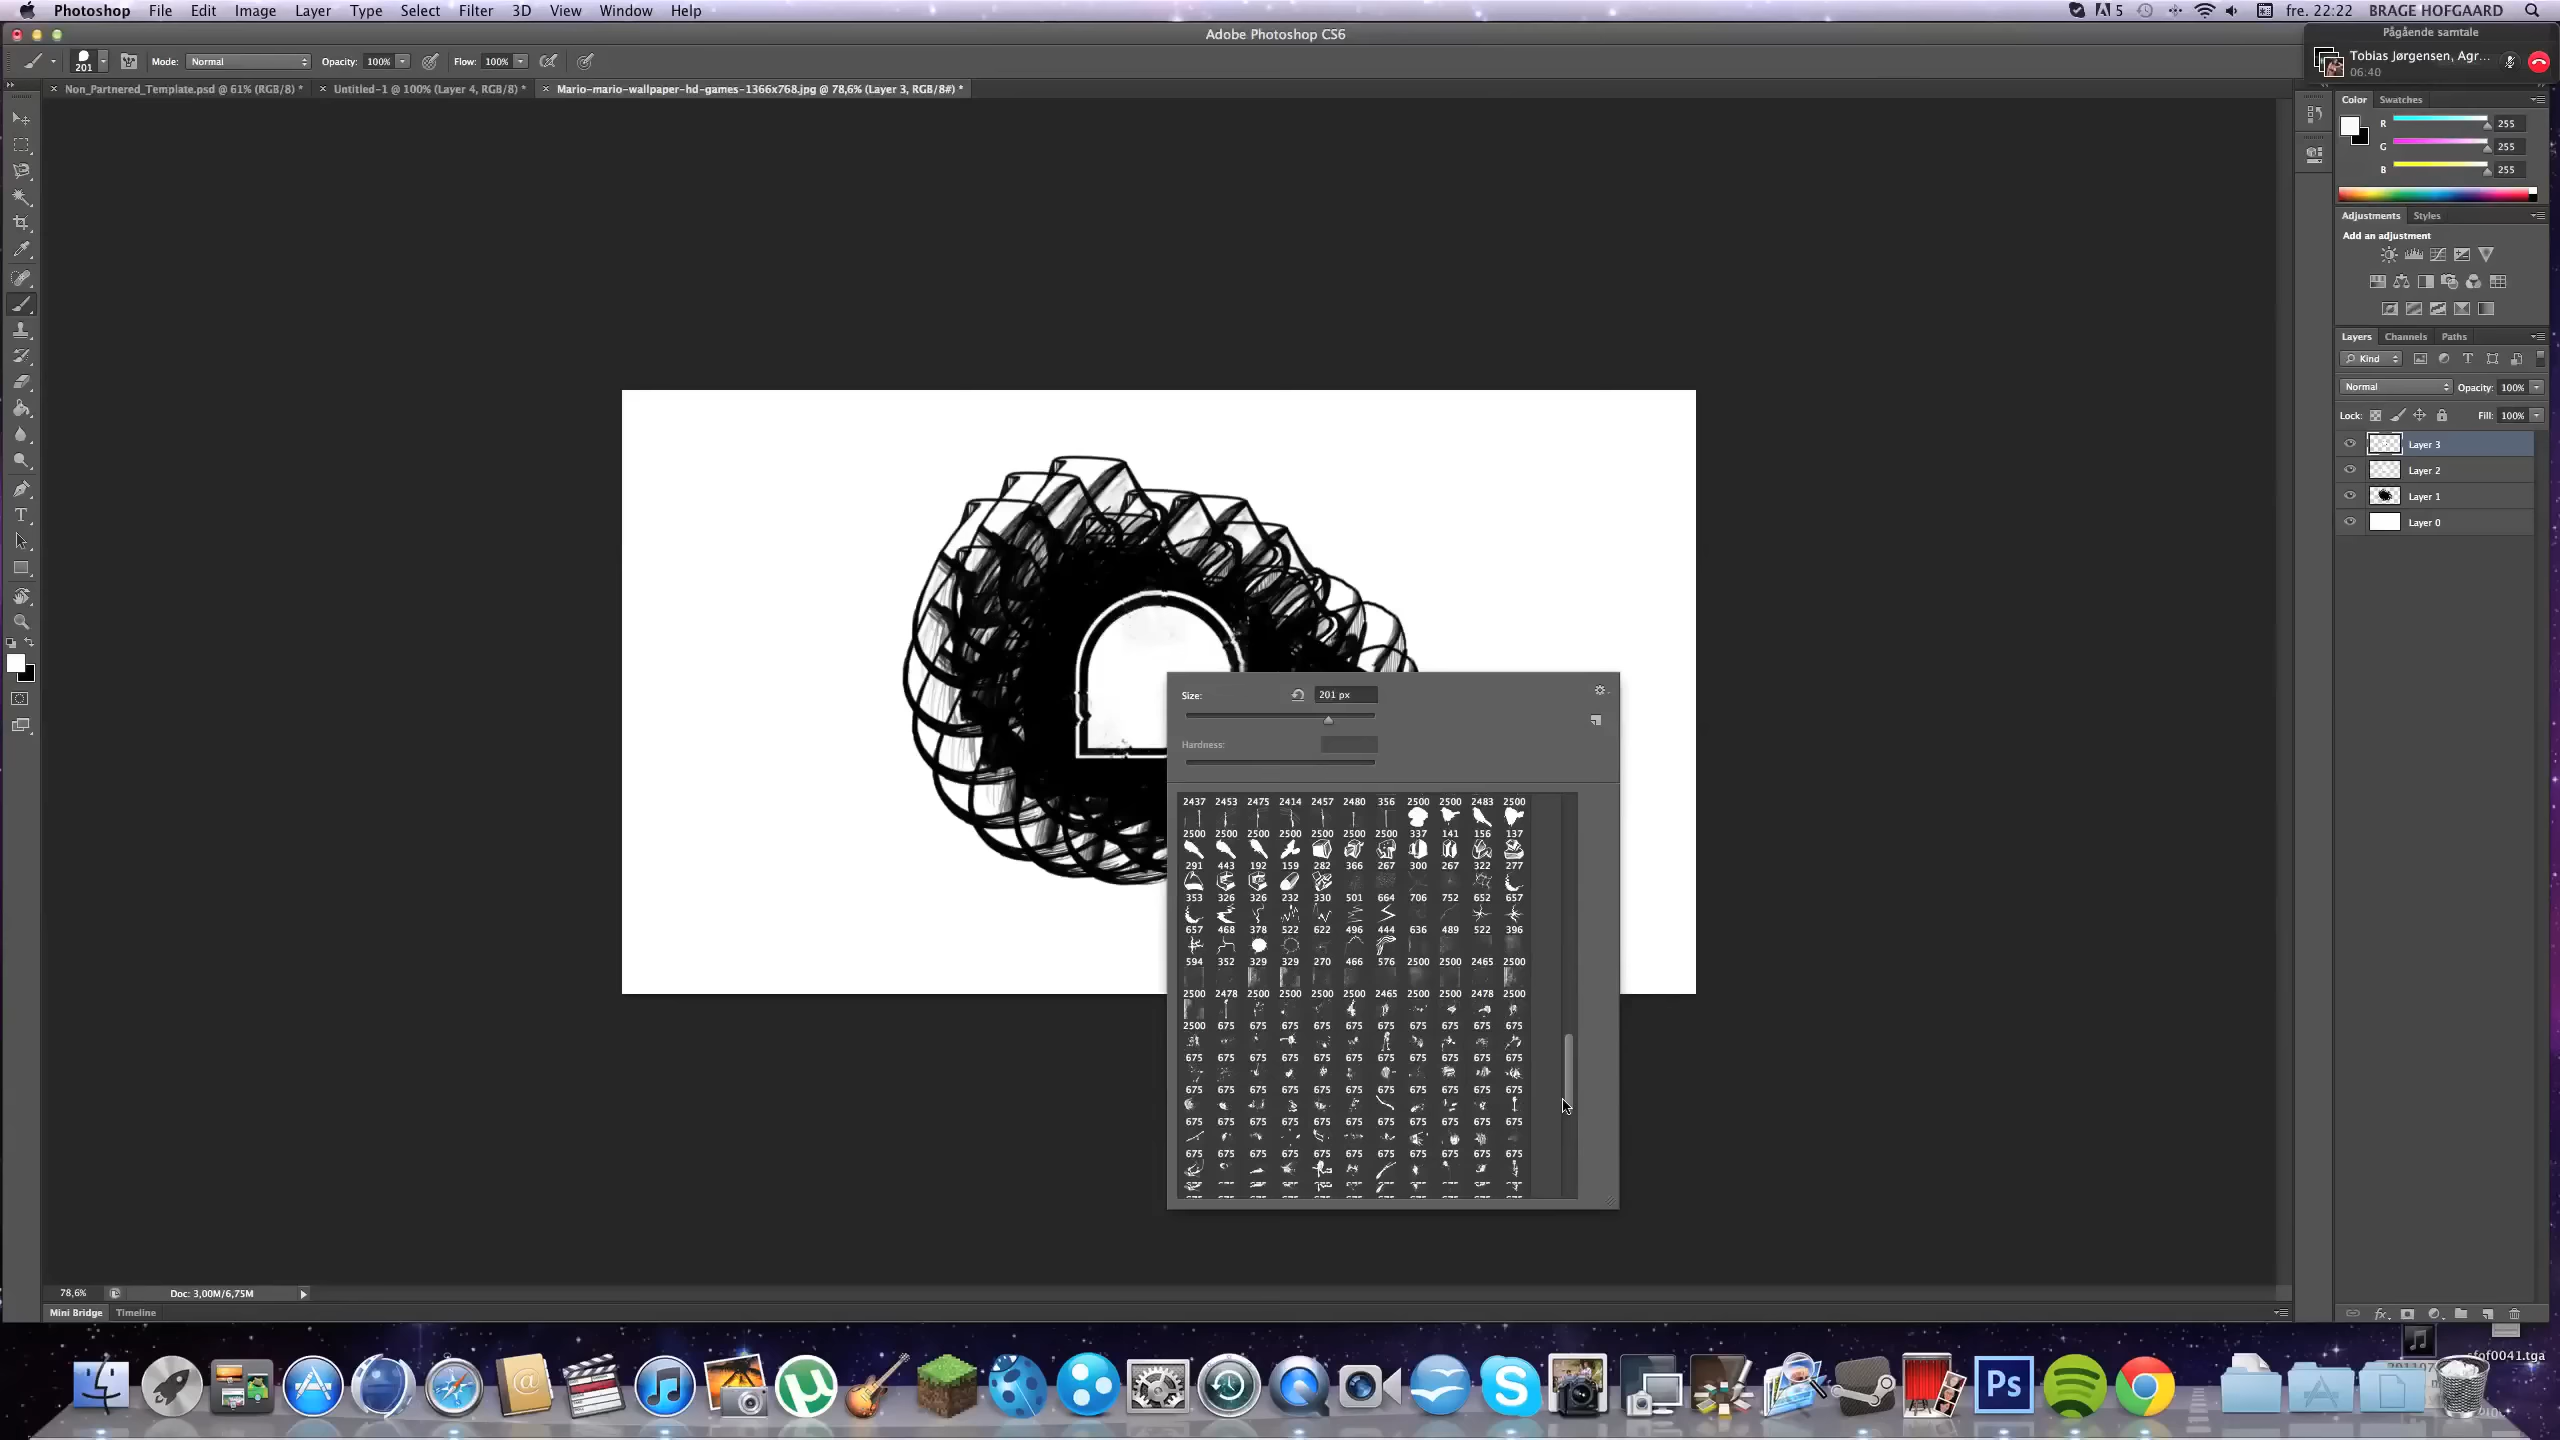 Photoshop File Edit Image Layer Type Select Filter 3D View Window Help 5 fre. 22:22 BRAGE HOFGAARD
Adobe Photoshop CS6
Pågående samtale
Tobias Jørgensen, Agr...
06:40
201 Mode: Normal Opacity: 100% Flow: 100%
Non_Partnered_Template.psd @ 61% (RGB/8) * Untitled-1 @ 100% (Layer 4, RGB/8) * Mario-mario-wallpaper-hd-games-1366x768.jpg @ 78,6% (Layer 3, RGB/8#) *
Color Swatches
R 255
G 255
B 255
Adjustments Styles
Add an adjustment
Layers Channels Paths
Kind
Normal Opacity: 100%
Lock: Fill: 100%
Layer 3
Layer 2
Layer 1
Layer 0
Size: 201 px
Hardness:
2437 2453 2475 2414 2457 2480 356 2500 2500 2483 2500
2500 2500 2500 2500 2500 2500 2500 337 141 156 137
291 443 192 159 282 366 267 300 267 322 277
353 326 326 232 330 501 664 706 752 652 657
657 468 378 522 622 496 444 636 489 522 396
594 352 329 329 270 466 576 2500 2500 2465 2500
2500 2478 2500 2500 2500 2500 2465 2500 2500 2478 2500
2500 675 675 675 675 675 675 675 675 675 675
675 675 675 675 675 675 675 675 675 675 675
675 675 675 675 675 675 675 675 675 675 675
675 675 675 675 675 675 675 675 675 675 675
675 675 675 675 675 675 675 675 675 675 675
78,6% Doc: 3,00M/6,75M
Mini Bridge Timeline
Ps
sfof0041.tga